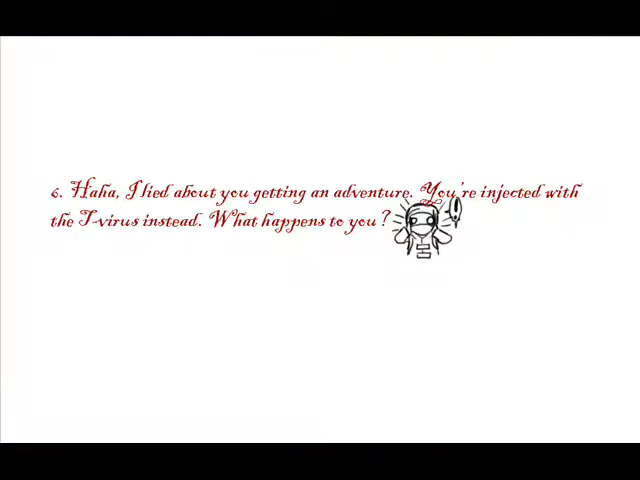 6. Haha, I lied about you getting an adventure. You're injected with
the T-virus instead. What happens to you?
!